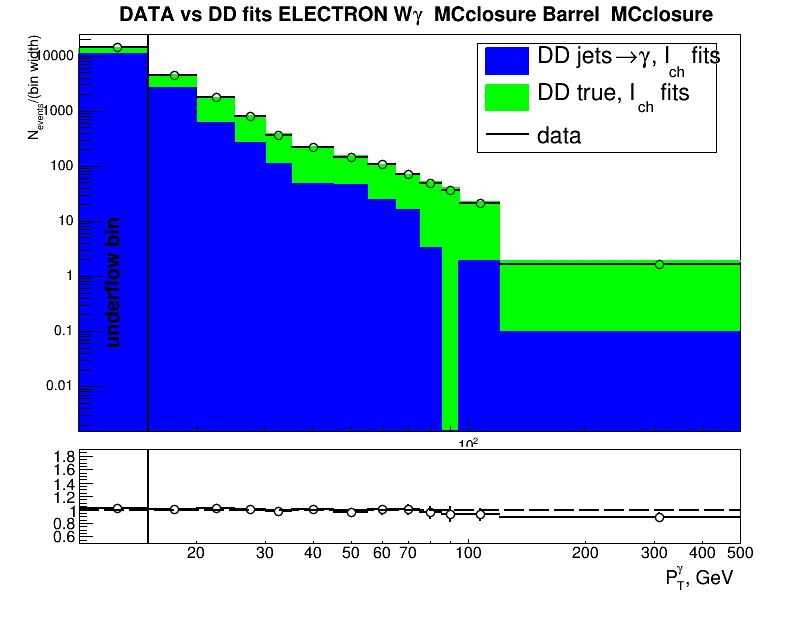 DATA vs DD fits ELECTRON Wγ MCclosure Barrel MCclosure
N_events/(bin width)
10000
1000
100
10
1
0.1
0.01
underflow bin
DD jets→γ, I_ch fits
DD true, I_ch fits
data
10²
1.8
1.6
1.4
1.2
1
0.8
0.6
20 30 40 50 60 70 100 200 300 400 500
P_T^γ, GeV